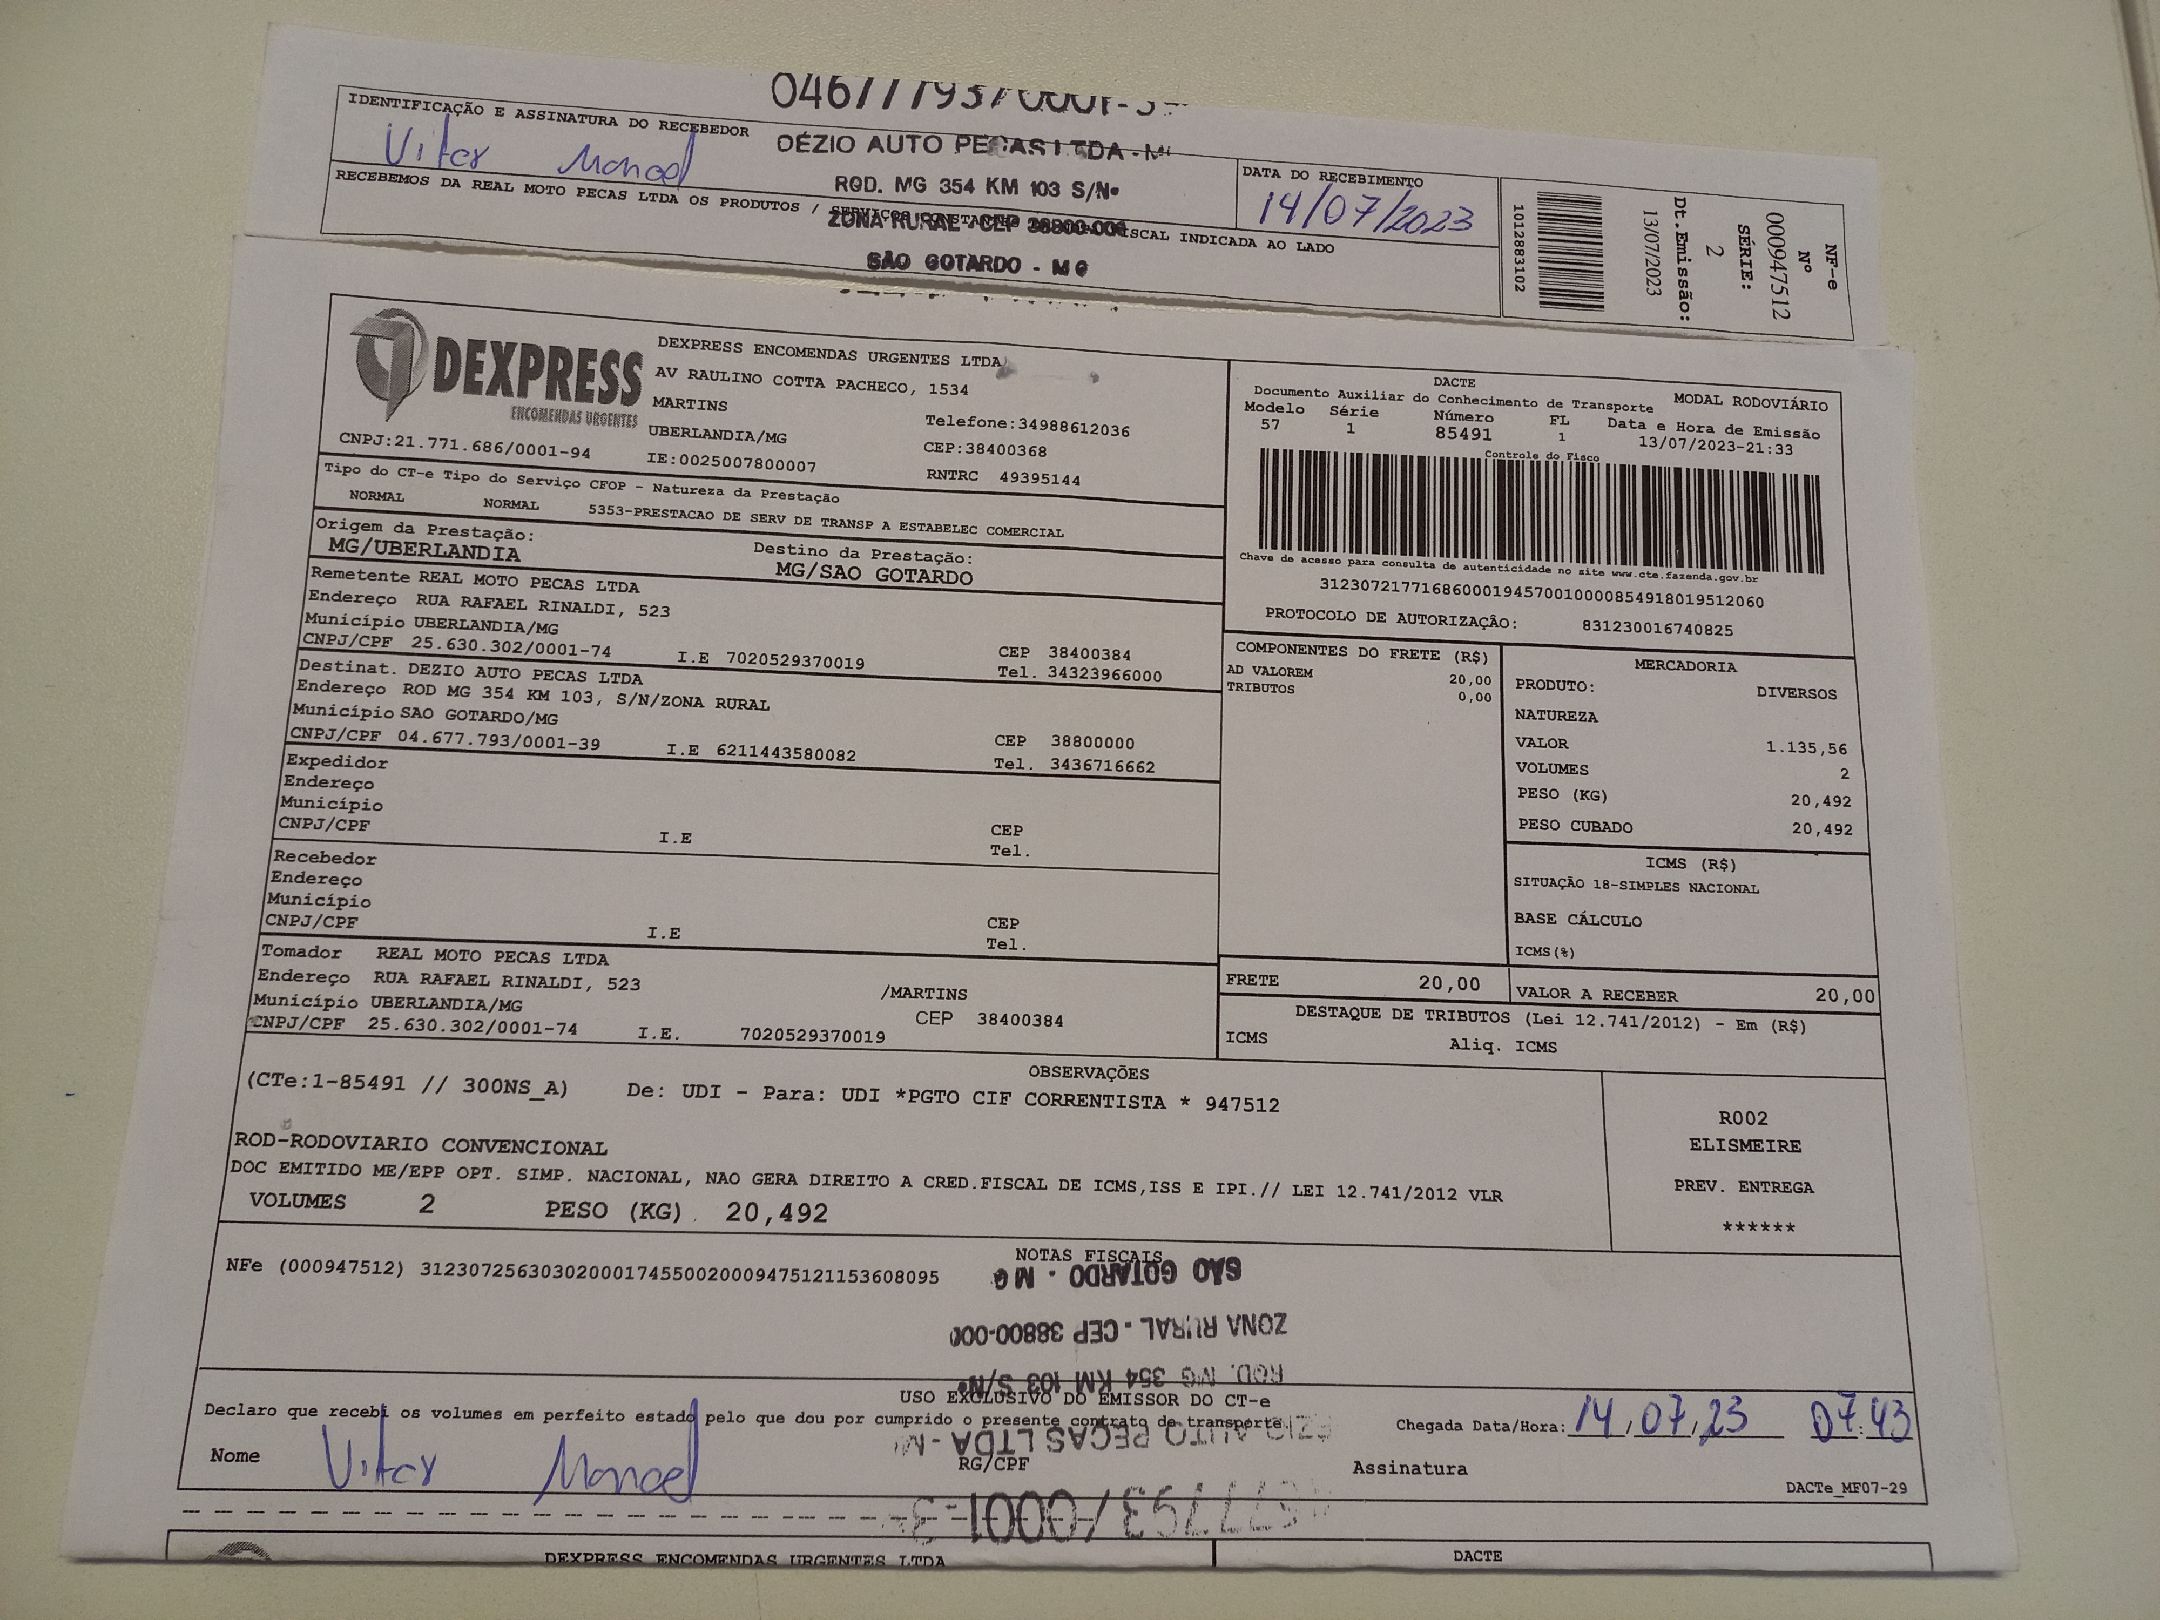 DÉZIO AUTO PEÇAS LTDA - M
ROD. MG 354 KM 103 S/Nº
ZONA RURAL - CEP 38800-000
SÃO GOTARDO - MG
IDENTIFICAÇÃO E ASSINATURA DO RECEBEDOR
Vitor Manoel
DATA DO RECEBIMENTO
14/07/2023
RECEBEMOS DA REAL MOTO PECAS LTDA OS PRODUTOS / SERVIÇOS CONSTANTES FISCAL INDICADA AO LADO
1012883102
NF-e
Nº
000947512
SÉRIE:
2
Dt.Emissão:
13/07/2023
DEXPRESS
ENCOMENDAS URGENTES
CNPJ:21.771.686/0001-94
DEXPRESS ENCOMENDAS URGENTES LTDA
AV RAULINO COTTA PACHECO, 1534
MARTINS
UBERLANDIA/MG
IE:0025007800007
Telefone:34988612036
CEP:38400368
RNTRC 49395144
DACTE MODAL RODOVIÁRIO
Documento Auxiliar do Conhecimento de Transporte
Modelo Série Número FL Data e Hora de Emissão
57 1 85491 1 13/07/2023-21:33
Controle do Fisco
Chave de acesso para consulta de autenticidade no site www.cte.fazenda.gov.br
31230721771686000194570010000854918019512060
PROTOCOLO DE AUTORIZAÇÃO: 831230016740825
Tipo do CT-e Tipo do Serviço CFOP - Natureza da Prestação
NORMAL NORMAL 5353-PRESTACAO DE SERV DE TRANSP A ESTABELEC COMERCIAL
Origem da Prestação: Destino da Prestação:
MG/UBERLANDIA MG/SAO GOTARDO
Remetente REAL MOTO PECAS LTDA
Endereço RUA RAFAEL RINALDI, 523
Município UBERLANDIA/MG CEP 38400384
CNPJ/CPF 25.630.302/0001-74 I.E 7020529370019 Tel. 34323966000
Destinat. DEZIO AUTO PECAS LTDA
Endereço ROD MG 354 KM 103, S/N/ZONA RURAL
Município SAO GOTARDO/MG CEP 38800000
CNPJ/CPF 04.677.793/0001-39 I.E 6211443580082 Tel. 3436716662
Expedidor
Endereço
Município CEP
CNPJ/CPF I.E Tel.
Recebedor
Endereço
Município CEP
CNPJ/CPF I.E Tel.
Tomador REAL MOTO PECAS LTDA
Endereço RUA RAFAEL RINALDI, 523 /MARTINS
Município UBERLANDIA/MG CEP 38400384
CNPJ/CPF 25.630.302/0001-74 I.E. 7020529370019
COMPONENTES DO FRETE (R$)
AD VALOREM 20,00
TRIBUTOS 0,00
MERCADORIA
PRODUTO: DIVERSOS
NATUREZA
VALOR 1.135,56
VOLUMES 2
PESO (KG) 20,492
PESO CUBADO 20,492
ICMS (R$)
SITUAÇÃO 18-SIMPLES NACIONAL
BASE CÁLCULO
ICMS(%)
FRETE 20,00 VALOR A RECEBER 20,00
DESTAQUE DE TRIBUTOS (Lei 12.741/2012) - Em (R$)
ICMS Aliq. ICMS
OBSERVAÇÕES
(CTe:1-85491 // 300NS_A) De: UDI - Para: UDI *PGTO CIF CORRENTISTA * 947512
ROD-RODOVIARIO CONVENCIONAL
DOC EMITIDO ME/EPP OPT. SIMP. NACIONAL, NAO GERA DIREITO A CRED.FISCAL DE ICMS,ISS E IPI.// LEI 12.741/2012 VLR
VOLUMES 2 PESO (KG) 20,492
R002
ELISMEIRE
PREV. ENTREGA
******
NOTAS FISCAIS
NFe (000947512) 31230725630302000174550020009475121153608095
SÃO GOTARDO - MG
ZONA RURAL - CEP 38800-000
ROD. MG 354 KM 103 S/Nº
USO EXCLUSIVO DO EMISSOR DO CT-e
Declaro que recebi os volumes em perfeito estado pelo que dou por cumprido o presente contrato de transporte.
Chegada Data/Hora: 14,07,23 07:43
AUTO PEÇAS LTDA - M
Nome Vitor Manoel RG/CPF Assinatura
DACTe_MF07-29
DEXPRESS ENCOMENDAS URGENTES LTDA DACTE